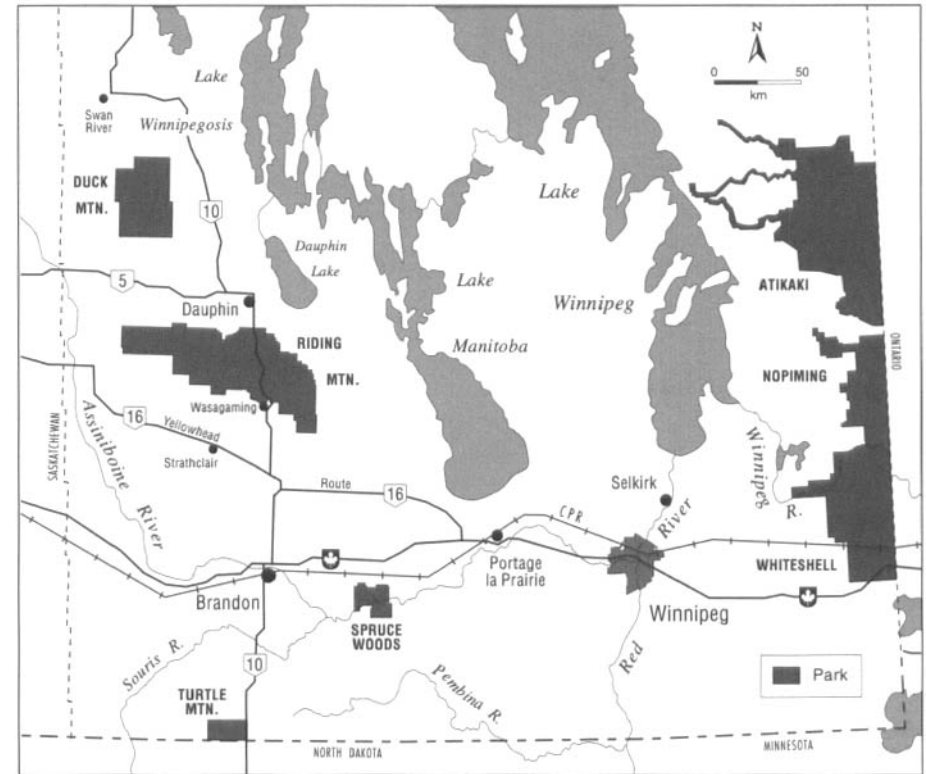 N
0 50
km
Lake
Winnipegosis
Swan
River
DUCK
MTN.
10
Lake
Dauphin
Lake
5
Dauphin
Lake
Manitoba
Winnipeg
ATIKAKI
ONTARIO
NOPIMING
RIDING
MTN.
Wasagaming
16
Yellowhead
Strathclair
Route
16
SASKATCHEWAN
Assiniboine
River
Selkirk
River
Winnipeg
R.
CPR
Portage
la Prairie
WHITESHELL
Brandon
Winnipeg
SPRUCE
WOODS
Souris R.
10
Red
Pembina R.
TURTLE
MTN.
Park
NORTH DAKOTA
MINNESOTA